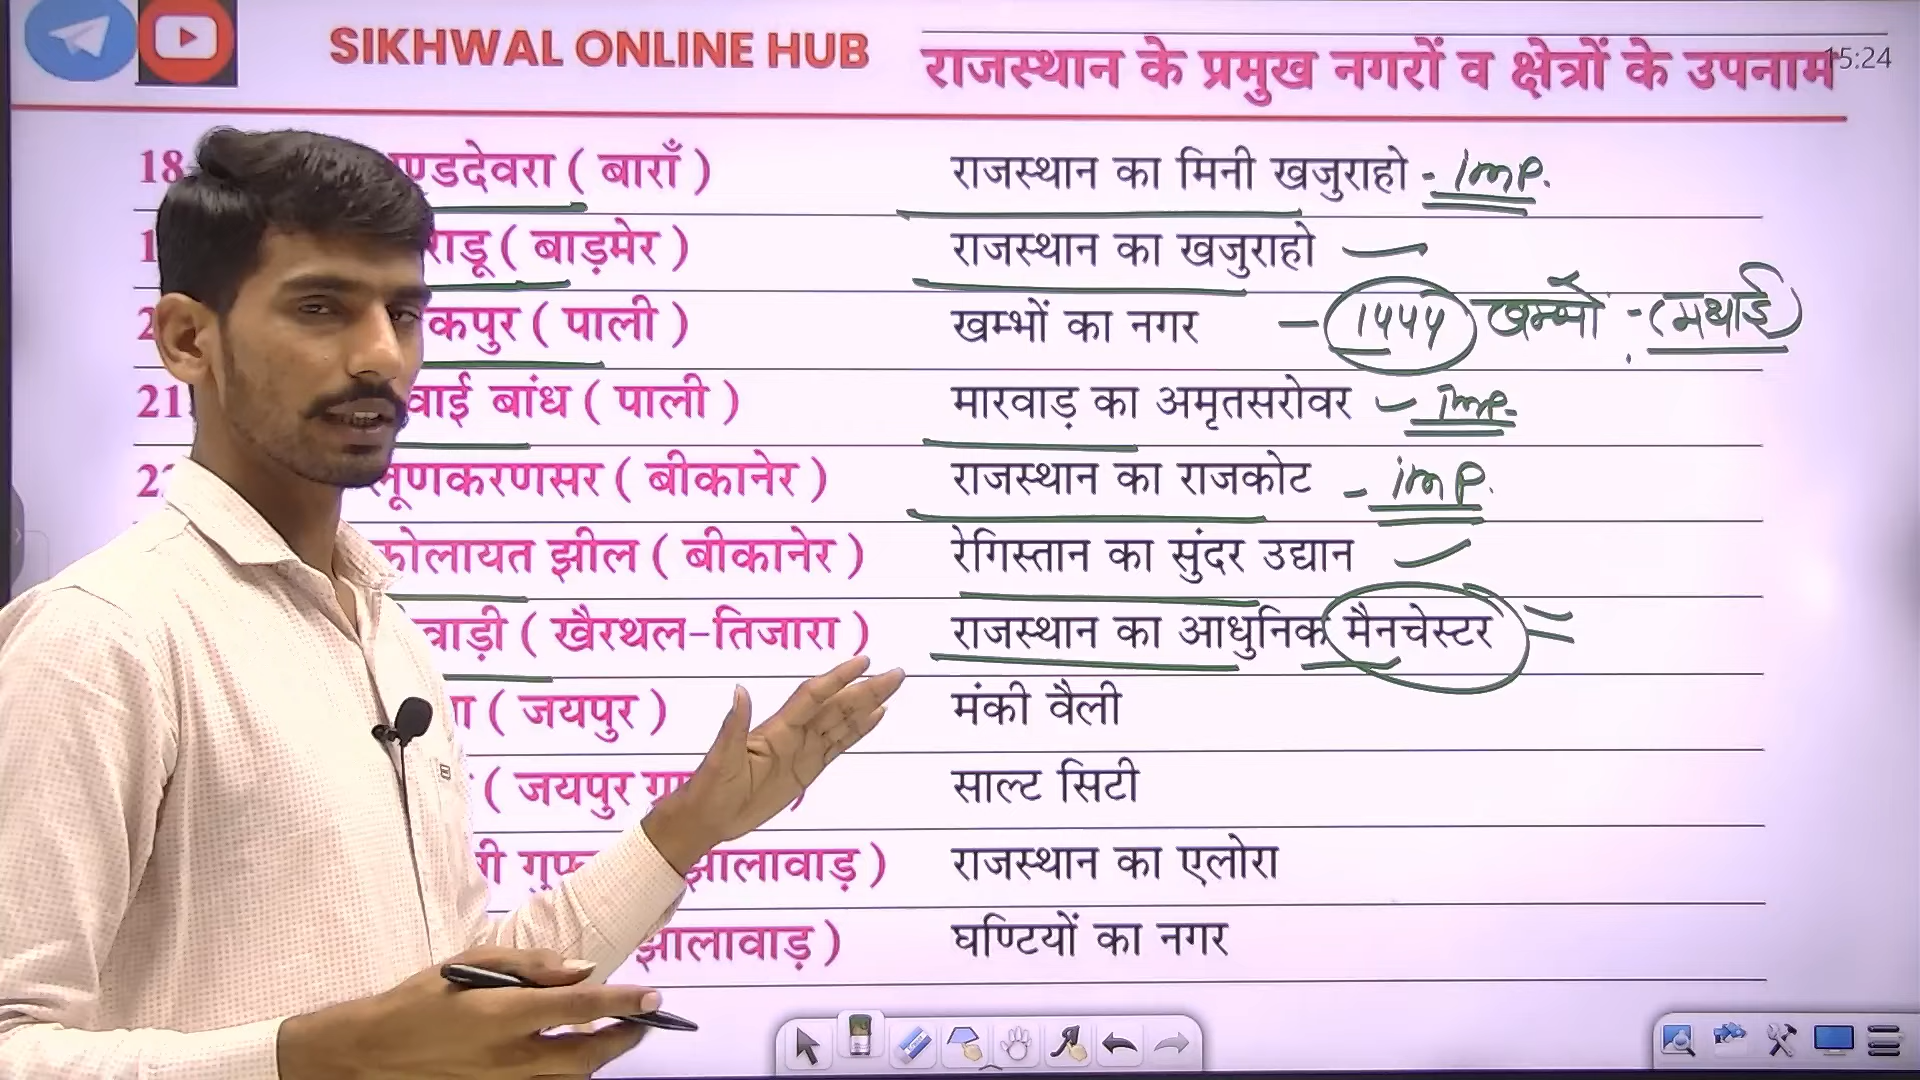 SIKHWAL ONLINE HUB
राजस्थान के प्रमुख नगरों व क्षेत्रों के उपनाम
15:24
18 ण्डदेवरा ( बाराँ ) राजस्थान का मिनी खजुराहो - Imp.
राडू ( बाड़मेर ) राजस्थान का खजुराहो
कपुर ( पाली ) खम्भों का नगर - 1444 खम्भो - (मथाई)
21. वाई बांध ( पाली ) मारवाड़ का अमृतसरोवर - Imp.
लूणकरणसर ( बीकानेर ) राजस्थान का राजकोट - imp.
कोलायत झील ( बीकानेर ) रेगिस्तान का सुंदर उद्यान
वाड़ी ( खैरथल-तिजारा ) राजस्थान का आधुनिक मैनचेस्टर
( जयपुर ) मंकी वैली
( जयपुर साल्ट सिटी
झालावाड़ ) राजस्थान का एलोरा
झालावाड़ ) घण्टियों का नगर